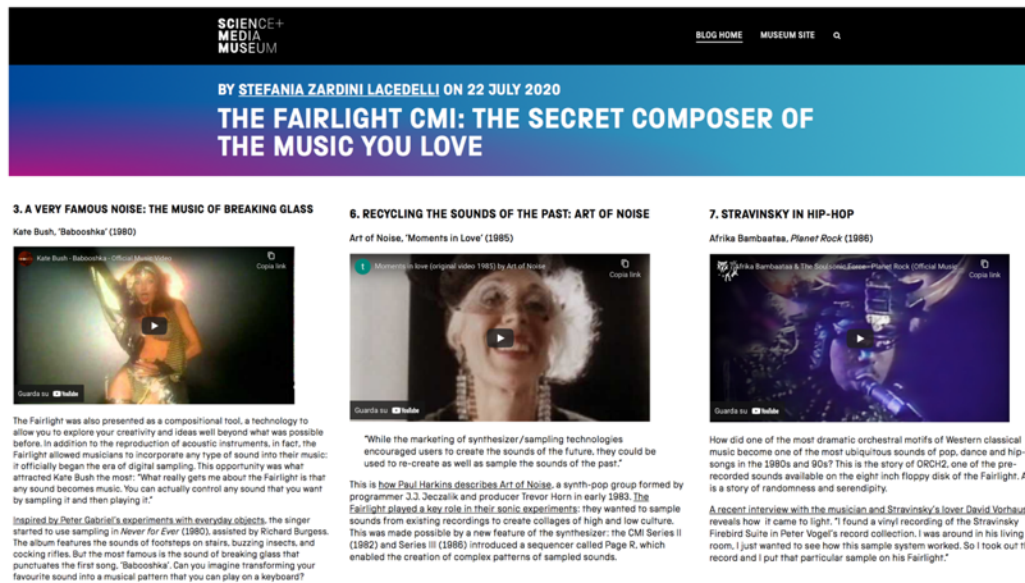 SCIENCE+
MEDIA
MUSEUM
BLOG HOME
MUSEUM SITE
BY STEFANIA ZARDINI LACEDELLI ON 22 JULY 2020
THE FAIRLIGHT CMI: THE SECRET COMPOSER OF
THE MUSIC YOU LOVE
3. A VERY FAMOUS NOISE: THE MUSIC OF BREAKING GLASS
Kate Bush, 'Babooshka' (1980)
Kate Bush - Babooshka - Official Music Video
Copia link
Guarda su YouTube
The Fairlight was also presented as a compositional tool, a technology to
allow you to explore your creativity and ideas well beyond what was possible
before. In addition to the reproduction of acoustic instruments, in fact, the
Fairlight allowed musicians to incorporate any type of sound into their music:
it officially began the era of digital sampling. This opportunity was what
attracted Kate Bush the most: "What really gets me about the Fairlight is that
any sound becomes music. You can actually control any sound that you want
by sampling it and then playing it."
Inspired by Peter Gabriel's experiments with everyday objects, the singer
started to use sampling in Never for Ever (1980), assisted by Richard Burgess.
The album features the sounds of footsteps on stairs, buzzing insects, and
cocking rifles. But the most famous is the sound of breaking glass that
punctuates the first song, 'Babooshka'. Can you imagine transforming your
favourite sound into a musical pattern that you can play on a keyboard?
6. RECYCLING THE SOUNDS OF THE PAST: ART OF NOISE
Art of Noise, 'Moments in Love' (1985)
t
Moments in love (original video 1985) by Art of Noise
Copia link
Guarda su YouTube
"While the marketing of synthesizer/sampling technologies
encouraged users to create the sounds of the future, they could be
used to re-create as well as sample the sounds of the past."
This is how Paul Harkins describes Art of Noise, a synth-pop group formed by
programmer J.J. Jeczalik and producer Trevor Horn in early 1983. The
Fairlight played a key role in their sonic experiments: they wanted to sample
sounds from existing recordings to create collages of high and low culture.
This was made possible by a new feature of the synthesizer: the CMI Series II
(1982) and Series III (1986) introduced a sequencer called Page R, which
enabled the creation of complex patterns of sampled sounds.
7. STRAVINSKY IN HIP-HOP
Afrika Bambaataa, Planet Rock (1986)
Afrika Bambaataa & The Soulsonic Force - Planet Rock (Official Music
Copia link
Guarda su YouTube
How did one of the most dramatic orchestral motifs of Western classical
music become one of the most ubiquitous sounds of pop, dance and hip-
songs in the 1980s and 90s? This is the story of ORCH2, one of the pre-
recorded sounds available on the eight inch floppy disk of the Fairlight. A
is a story of randomness and serendipity.
A recent interview with the musician and Stravinsky's lover David Vorhaus
reveals how it came to light. "I found a vinyl recording of the Stravinsky
Firebird Suite in Peter Vogel's record collection. I was around in his living
room, I just wanted to see how this sample system worked. So I took out th
record and I put that particular sample on his Fairlight."